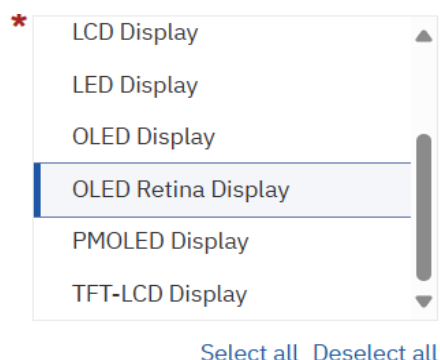 *
LCD Display
LED Display
OLED Display
OLED Retina Display
PMOLED Display
TFT-LCD Display
Select all Deselect all